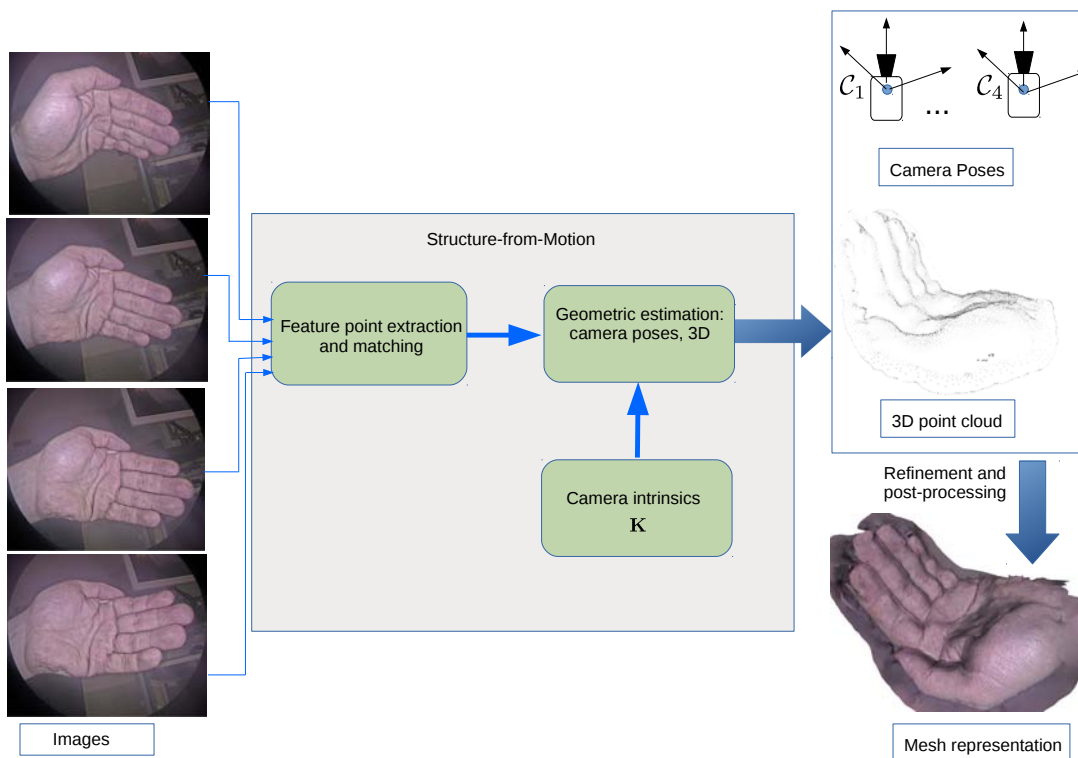 C1
...
C4
Camera Poses
Structure-from-Motion
Feature point extraction
and matching
Geometric estimation:
camera poses, 3D
Camera intrinsics
K
3D point cloud
Refinement and
post-processing
Images
Mesh representation